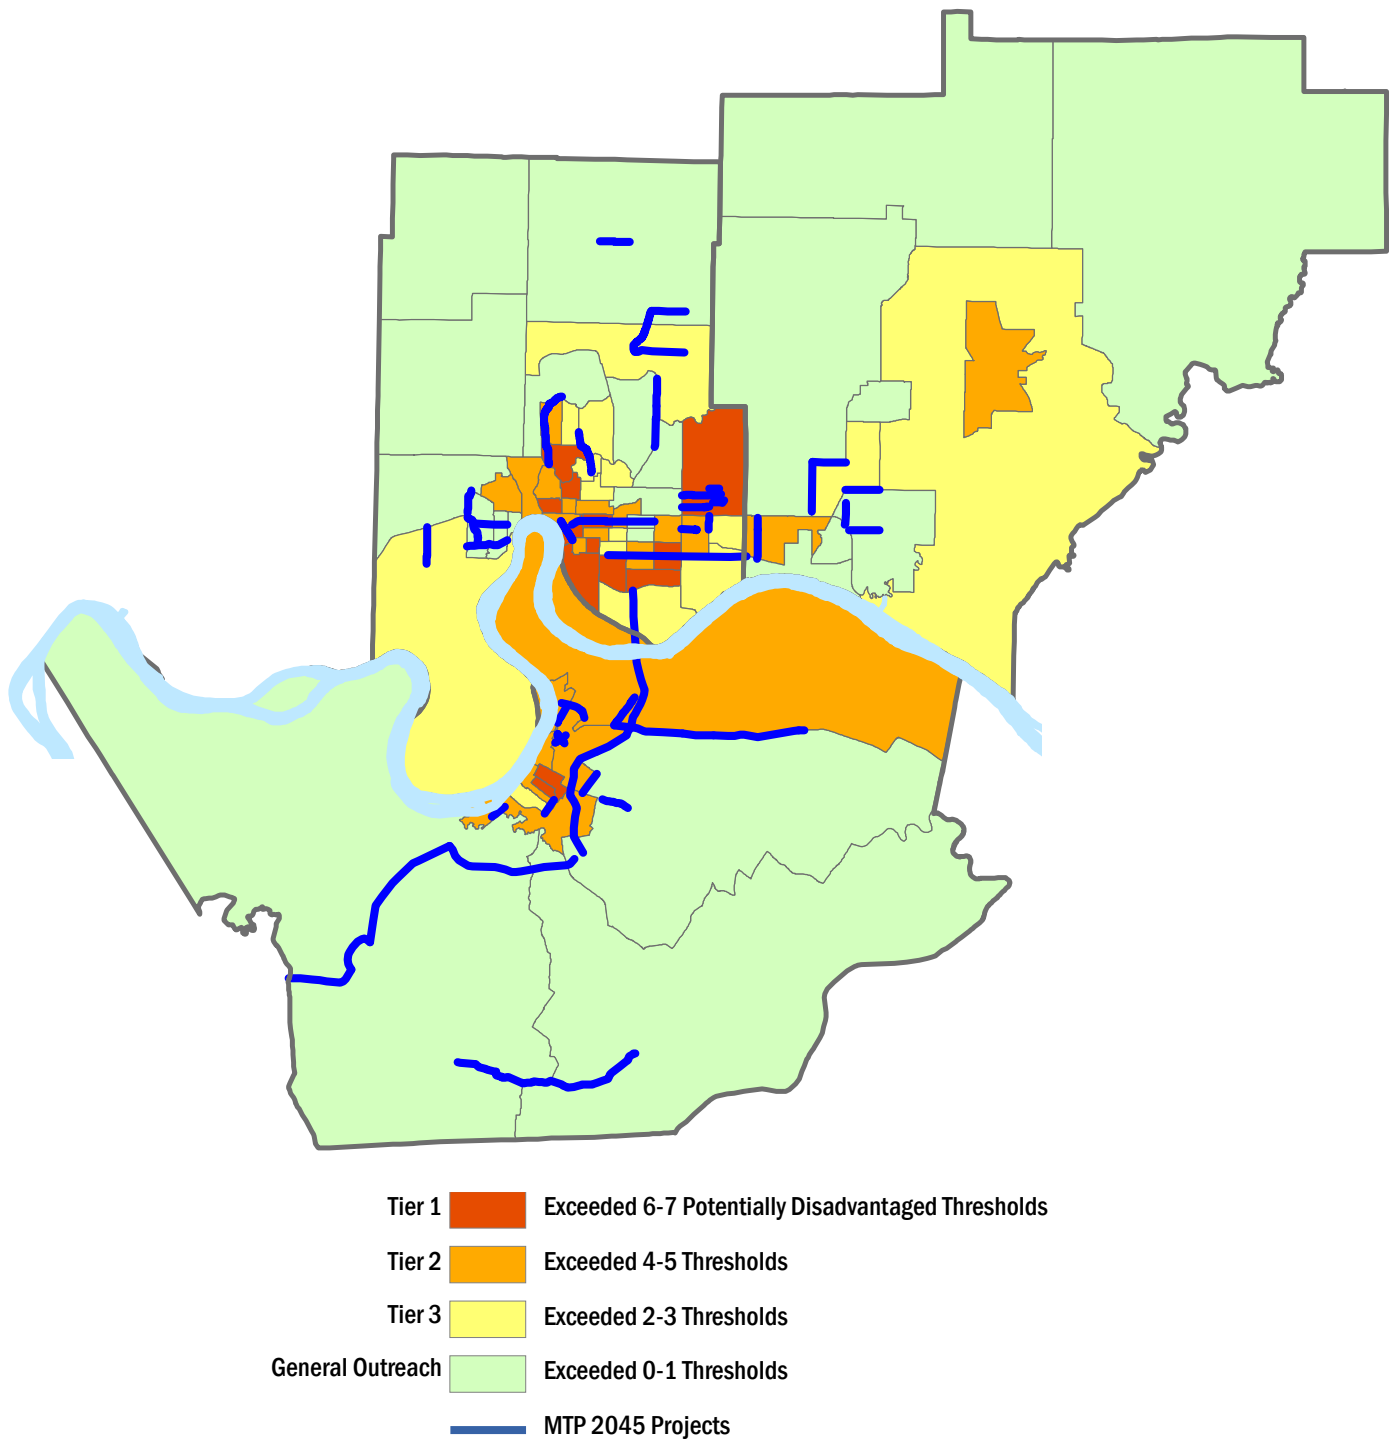 Tier 1 Exceeded 6-7 Potentially Disadvantaged Thresholds
Tier 2 Exceeded 4-5 Thresholds
Tier 3 Exceeded 2-3 Thresholds
General Outreach Exceeded 0-1 Thresholds
MTP 2045 Projects